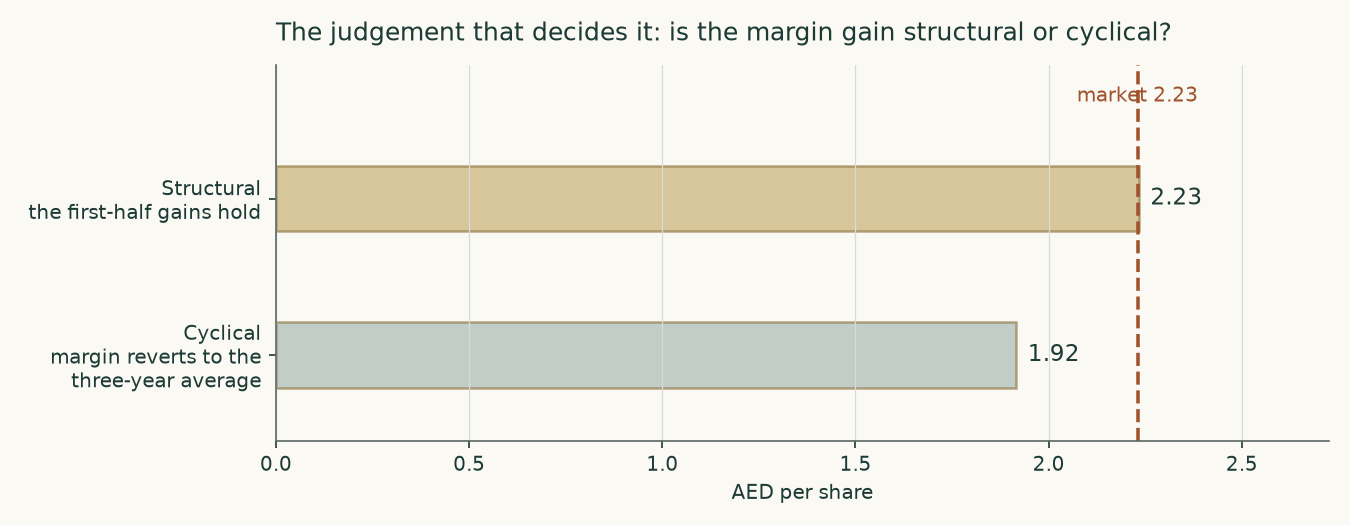 The judgement that decides it: is the margin gain structural or cyclical?
market 2.23
Structural
the first-half gains hold
2.23
Cyclical
margin reverts to the
three-year average
1.92
0.0 0.5 1.0 1.5 2.0 2.5
AED per share